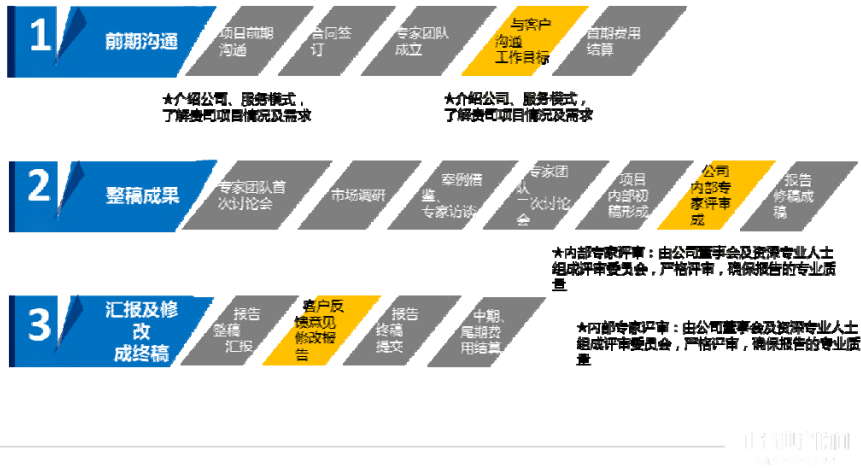 1
前期沟通
项目前期
沟通
合同签
订
专家团队
成立
与客户
沟通
工作目标
首期费用
结算
★介绍公司、服务模式，
了解贵司项目情况及需求
★介绍公司、服务模式，
了解贵司项目情况及需求
2
整稿成果
专家团队首
次讨论会
市场调研
案例借
鉴、
专家访谈
专家团
队
二次讨论
会
项目
内部初
稿形成
公司
内部专
家评审
成
报告
修稿成
稿
★内部专家评审：由公司董事会及资深专业人士
组成评审委员会，严格评审，确保报告的专业质
量
3
汇报及修
改
成终稿
报告
整稿
汇报
客户反
馈意见
修改报
告
报告
终稿
提交
中期、
尾期费
用结算
★内部专家评审：由公司董事会及资深专业人士
组成评审委员会，严格评审，确保报告的专业质
量